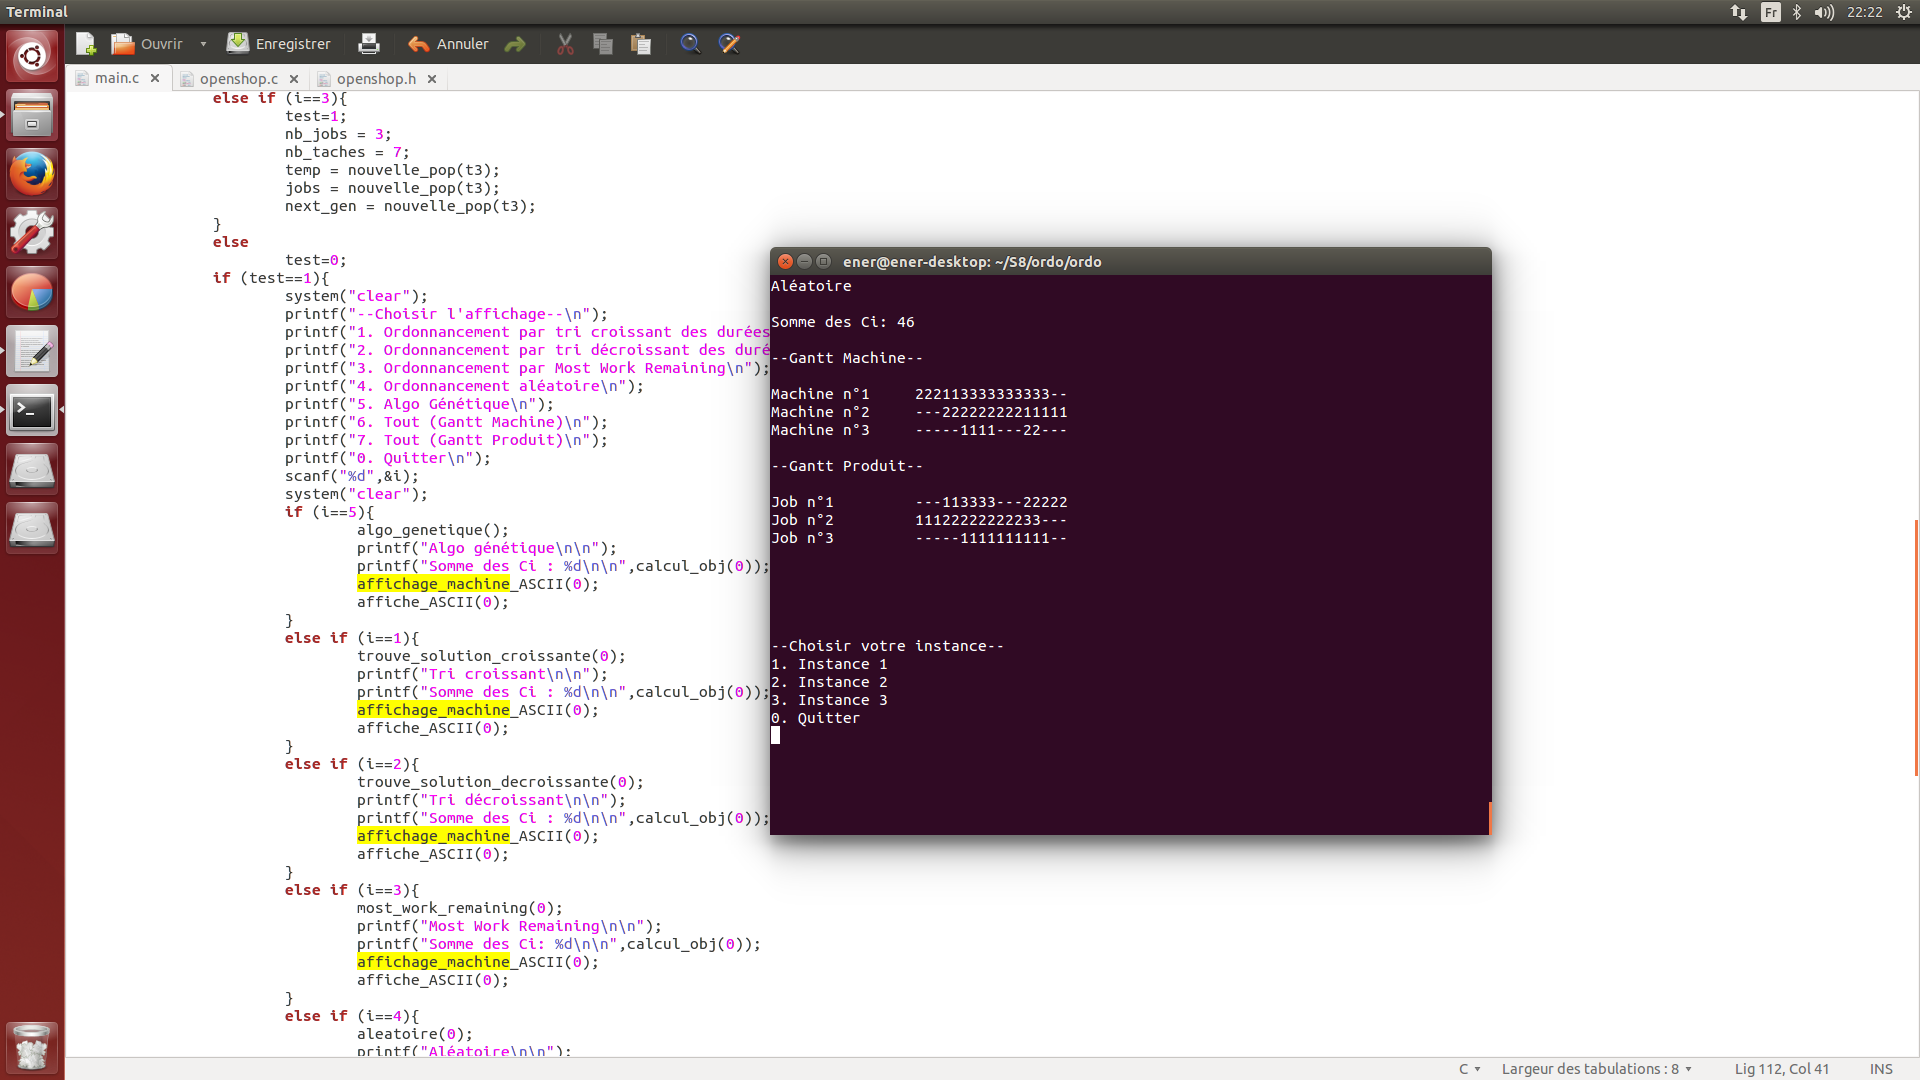 Terminal
Fr
22:22
Ouvrir
Enregistrer
Annuler
main.c
openshop.c
openshop.h
else if (i==3){
test=1;
nb_jobs = 3;
nb_taches = 7;
temp = nouvelle_pop(t3);
jobs = nouvelle_pop(t3);
next_gen = nouvelle_pop(t3);
}
else
test=0;
if (test==1){
system("clear");
printf("--Choisir l'affichage--\n");
printf("1. Ordonnancement par tri croissant des durées
printf("2. Ordonnancement par tri décroissant des duré
printf("3. Ordonnancement par Most Work Remaining\n");
printf("4. Ordonnancement aléatoire\n");
printf("5. Algo Génétique\n");
printf("6. Tout (Gantt Machine)\n");
printf("7. Tout (Gantt Produit)\n");
printf("0. Quitter\n");
scanf("%d",&i);
system("clear");
if (i==5){
algo_genetique();
printf("Algo génétique\n\n");
printf("Somme des Ci : %d\n\n",calcul_obj(0));
affichage_machine_ASCII(0);
affiche_ASCII(0);
}
else if (i==1){
trouve_solution_croissante(0);
printf("Tri croissant\n\n");
printf("Somme des Ci : %d\n\n",calcul_obj(0));
affichage_machine_ASCII(0);
affiche_ASCII(0);
}
else if (i==2){
trouve_solution_decroissante(0);
printf("Tri décroissant\n\n");
printf("Somme des Ci : %d\n\n",calcul_obj(0));
affichage_machine_ASCII(0);
affiche_ASCII(0);
}
else if (i==3){
most_work_remaining(0);
printf("Most Work Remaining\n\n");
printf("Somme des Ci: %d\n\n",calcul_obj(0));
affichage_machine_ASCII(0);
affiche_ASCII(0);
}
else if (i==4){
aleatoire(0);
printf("Aléatoire\n\n");
ener@ener-desktop: ~/S8/ordo/ordo
Aléatoire
Somme des Ci: 46
--Gantt Machine--
Machine n°1     222113333333333--
Machine n°2     ---22222222211111
Machine n°3     -----1111---22---
--Gantt Produit--
Job n°1         ---113333---22222
Job n°2         11122222222233---
Job n°3         -----1111111111--
--Choisir votre instance--
1. Instance 1
2. Instance 2
3. Instance 3
0. Quitter
C
Largeur des tabulations : 8
Lig 112, Col 41
INS